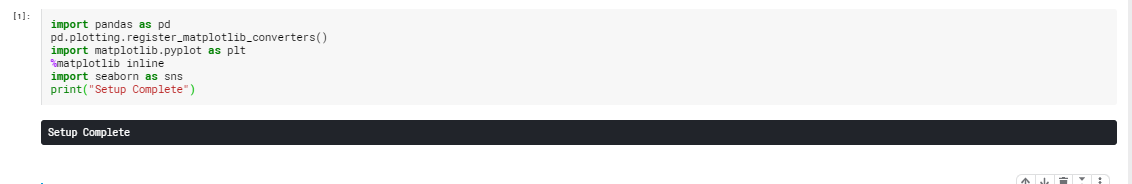 [1]:
import pandas as pd
pd.plotting.register_matplotlib_converters()
import matplotlib.pyplot as plt
%matplotlib inline
import seaborn as sns
print("Setup Complete")
Setup Complete